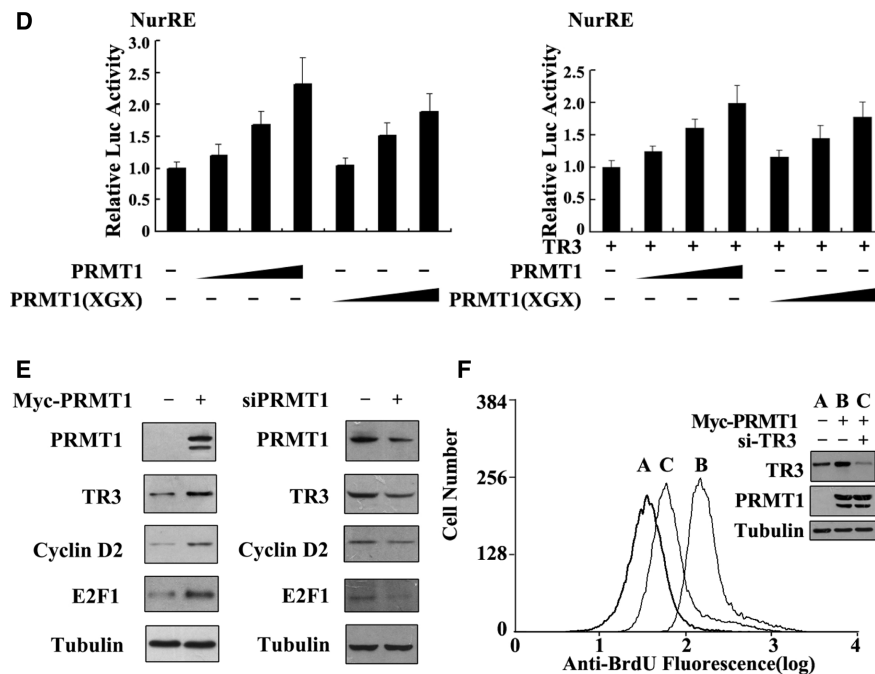 D
NurRE
Relative Luc Activity
3.0
2.5
2.0
1.5
1.0
0.5
0
PRMT1 – – – –
PRMT1(XGX) – – – –
NurRE
Relative Luc Activity
2.5
2.0
1.5
1.0
0.5
0
TR3 + + + + + + +
PRMT1 – – – –
PRMT1(XGX) – – – –
E
Myc-PRMT1 – +
PRMT1
TR3
Cyclin D2
E2F1
Tubulin
siPRMT1 – +
PRMT1
TR3
Cyclin D2
E2F1
Tubulin
F
Cell Number
384
256
128
0
A C B
0 1 2 3 4
Anti-BrdU Fluorescence(log)
A B C
Myc-PRMT1 – + +
si-TR3 – – +
TR3
PRMT1
Tubulin